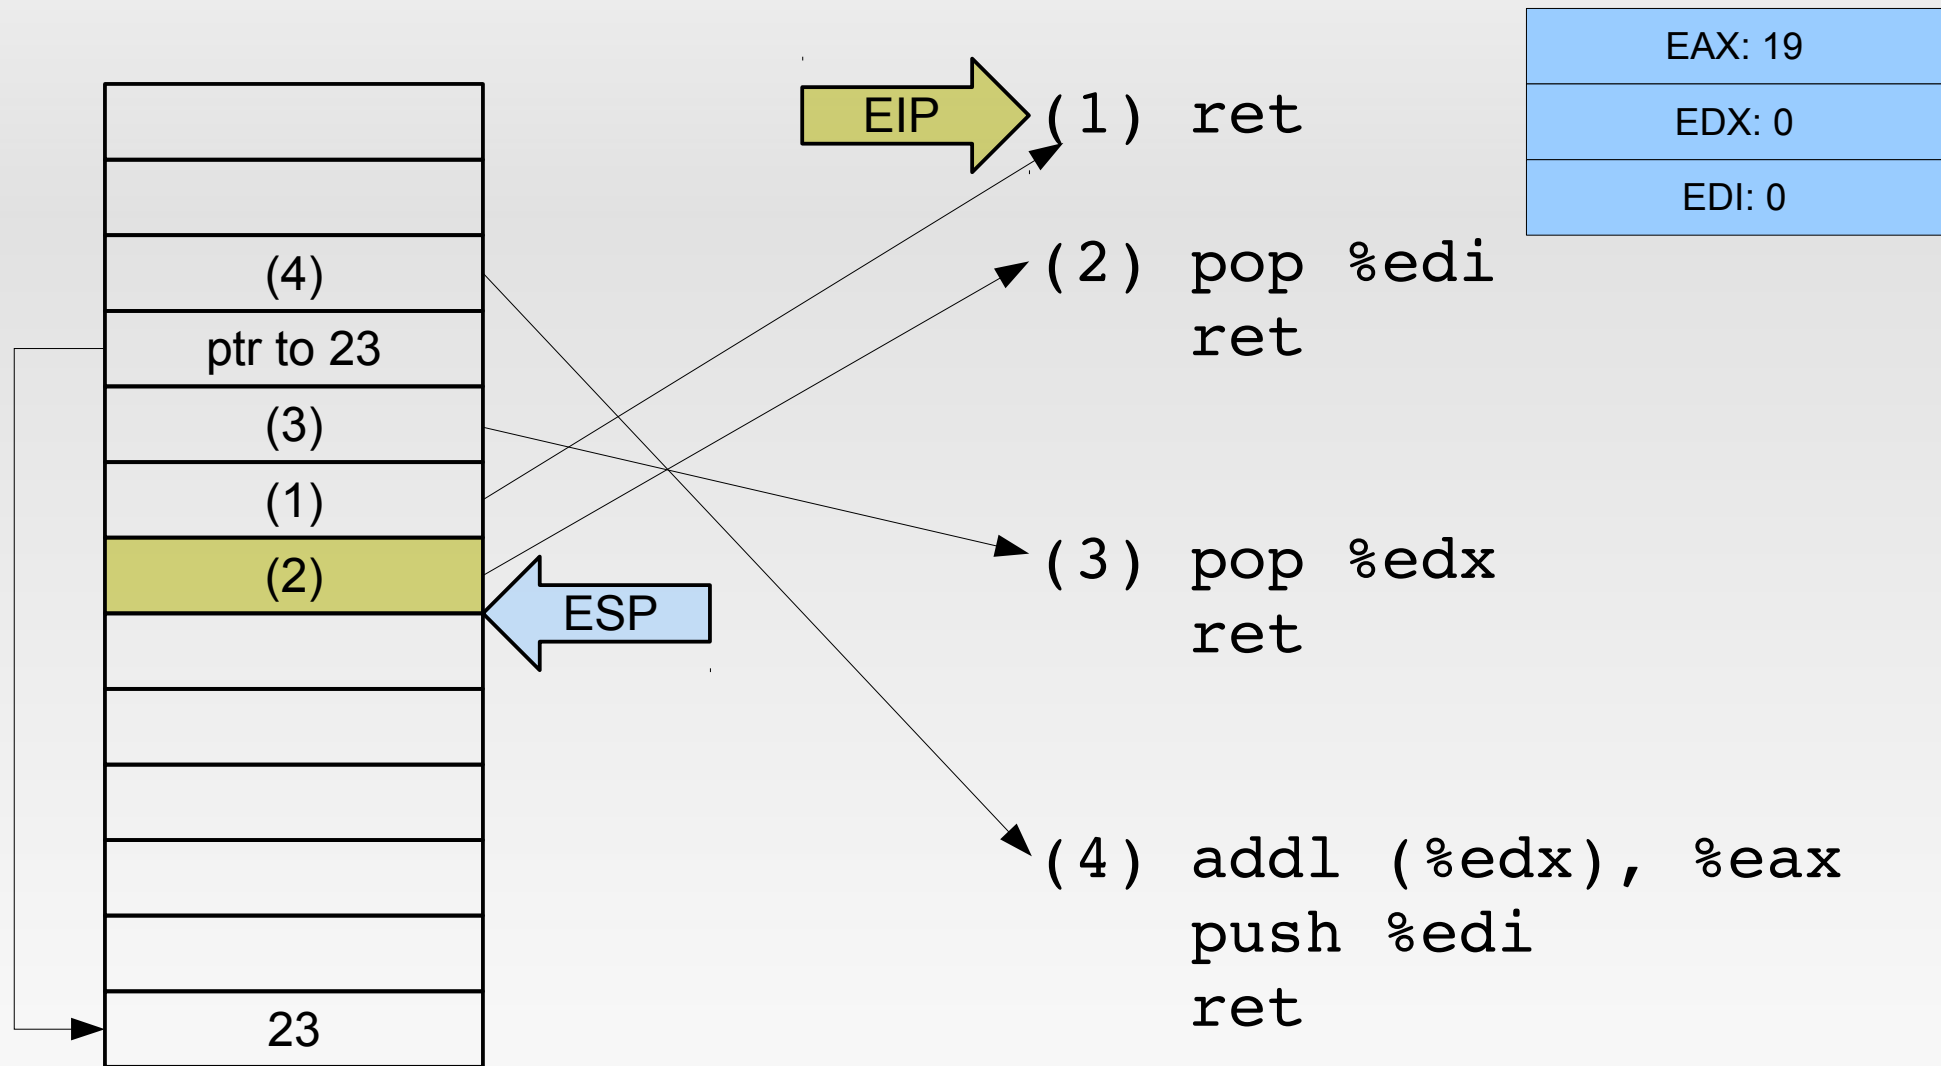 EAX: 19
EDX: 0
EDI: 0
EIP
(1) ret
(2) pop %edi
ret
(3) pop %edx
ret
(4) addl (%edx), %eax
push %edi
ret
(4)
ptr to 23
(3)
(1)
(2)
ESP
23